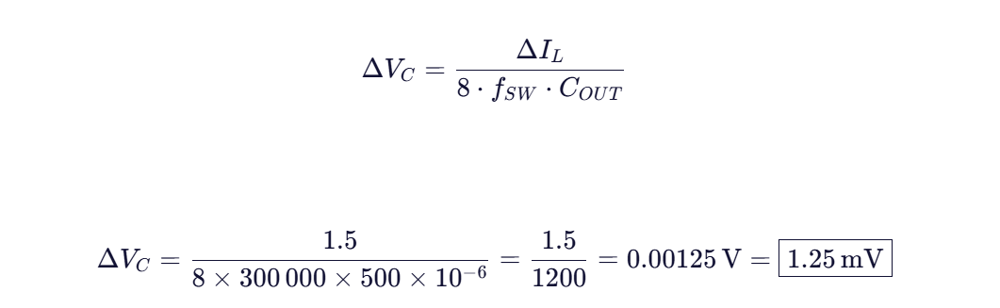 ΔV_C = ΔI_L / (8 · f_SW · C_OUT)
ΔV_C = 1.5 / (8 × 300 000 × 500 × 10⁻⁶) = 1.5 / 1200 = 0.00125 V = 1.25 mV